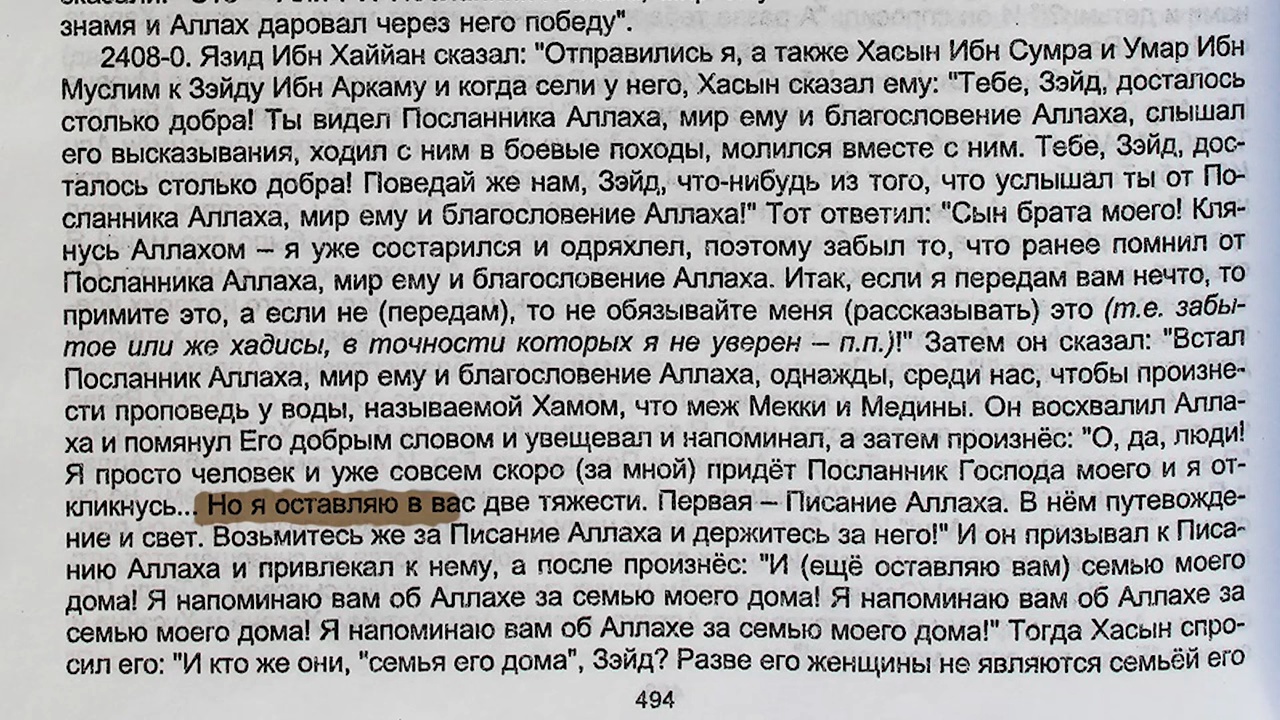 знамя и Аллах даровал через него победу".
2408-0. Язид Ибн Хаййан сказал: "Отправились я, а также Хасын Ибн Сумра и Умар Ибн
Муслим к Зэйду Ибн Аркаму и когда сели у него, Хасын сказал ему: "Тебе, Зэйд, досталось
столько добра! Ты видел Посланника Аллаха, мир ему и благословение Аллаха, слышал
его высказывания, ходил с ним в боевые походы, молился вместе с ним. Тебе, Зэйд, дос-
талось столько добра! Поведай же нам, Зэйд, что-нибудь из того, что услышал ты от По-
сланника Аллаха, мир ему и благословение Аллаха!" Тот ответил: "Сын брата моего! Кля-
нусь Аллахом – я уже состарился и одряхлел, поэтому забыл то, что ранее помнил от
Посланника Аллаха, мир ему и благословение Аллаха. Итак, если я передам вам нечто, то
примите это, а если не (передам), то не обязывайте меня (рассказывать) это (т.е. забы-
тое или же хадисы, в точности которых я не уверен – п.п.)!" Затем он сказал: "Встал
Посланник Аллаха, мир ему и благословение Аллаха, однажды, среди нас, чтобы произне-
сти проповедь у воды, называемой Хамом, что меж Мекки и Медины. Он восхвалил Алла-
ха и помянул Его добрым словом и увещевал и напоминал, а затем произнёс: "О, да, люди!
Я просто человек и уже совсем скоро (за мной) придёт Посланник Господа моего и я от-
кликнусь... Но я оставляю в вас две тяжести. Первая – Писание Аллаха. В нём путевожде-
ние и свет. Возьмитесь же за Писание Аллаха и держитесь за него!" И он призывал к Писа-
нию Аллаха и привлекал к нему, а после произнёс: "И (ещё оставляю вам) семью моего
дома! Я напоминаю вам об Аллахе за семью моего дома! Я напоминаю вам об Аллахе за
семью моего дома! Я напоминаю вам об Аллахе за семью моего дома!" Тогда Хасын спро-
сил его: "И кто же они, "семья его дома", Зэйд? Разве его женщины не являются семьёй его
494